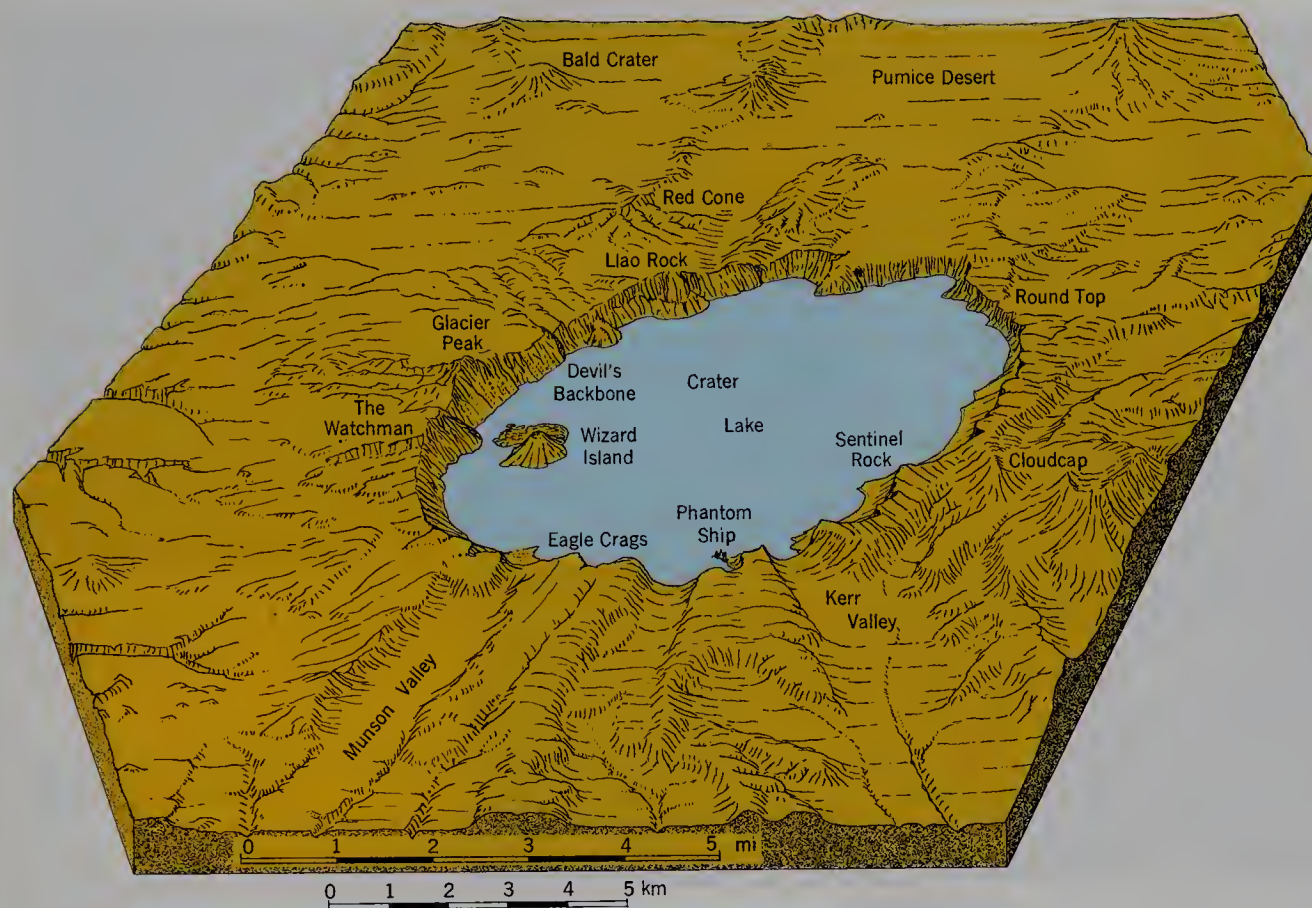 Bald Crater
Pumice Desert
Red Cone
Llao Rock
Round Top
Glacier
Peak
Devil's
Backbone
Crater
The
Watchman
Lake
Wizard
Island
Sentinel
Rock
Cloudcap
Phantom
Ship
Eagle Crags
Kerr
Valley
Munson Valley
0 1 2 3 4 5 mi
0 1 2 3 4 5 km